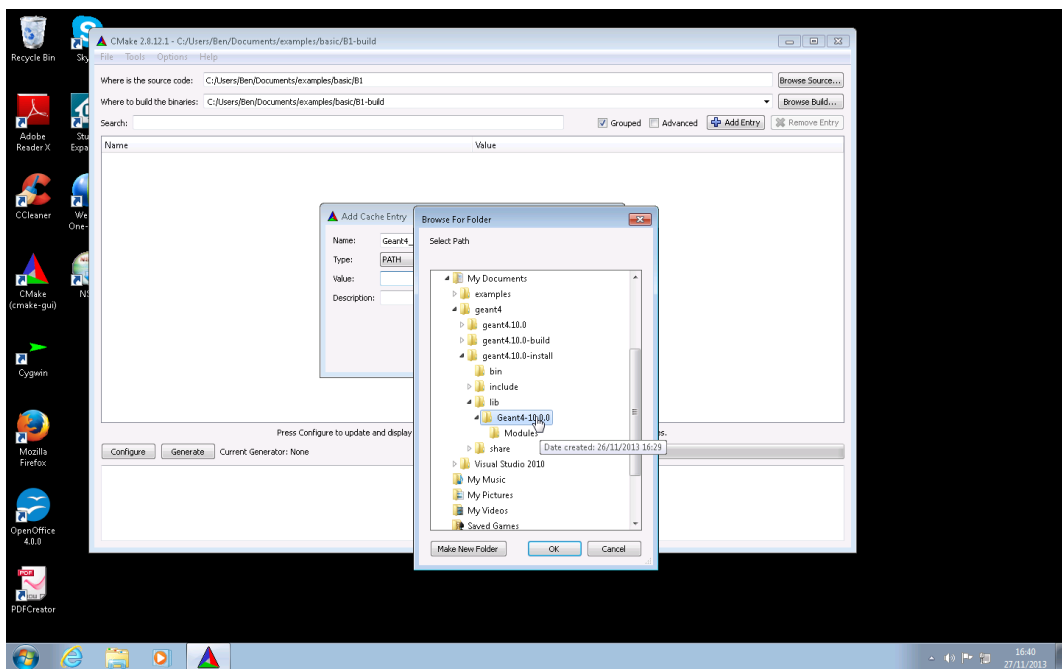 Recycle Bin
Sky
Adobe
Reader X
Stu
Expa
CCleaner
We
One-
CMake
(cmake-gui)
Cygwin
Mozilla
Firefox
OpenOffice
4.0.0
PDFCreator
CMake 2.8.12.1 - C:/Users/Ben/Documents/examples/basic/B1-build
File Tools Options Help
Where is the source code: C:/Users/Ben/Documents/examples/basic/B1 Browse Source...
Where to build the binaries: C:/Users/Ben/Documents/examples/basic/B1-build Browse Build...
Search: Grouped Advanced Add Entry Remove Entry
Name Value
Press Configure to update and display
Configure Generate Current Generator: None
Add Cache Entry
Name: Geant4_
Type: PATH
Value:
Description:
Browse For Folder
Select Path
My Documents
examples
geant4
geant4.10.0
geant4.10.0-build
geant4.10.0-install
bin
include
lib
Geant4-10.0.0
Modules
Date created: 26/11/2013 16:29
share
Visual Studio 2010
My Music
My Pictures
My Videos
Saved Games
Make New Folder OK Cancel
16:40
27/11/2013